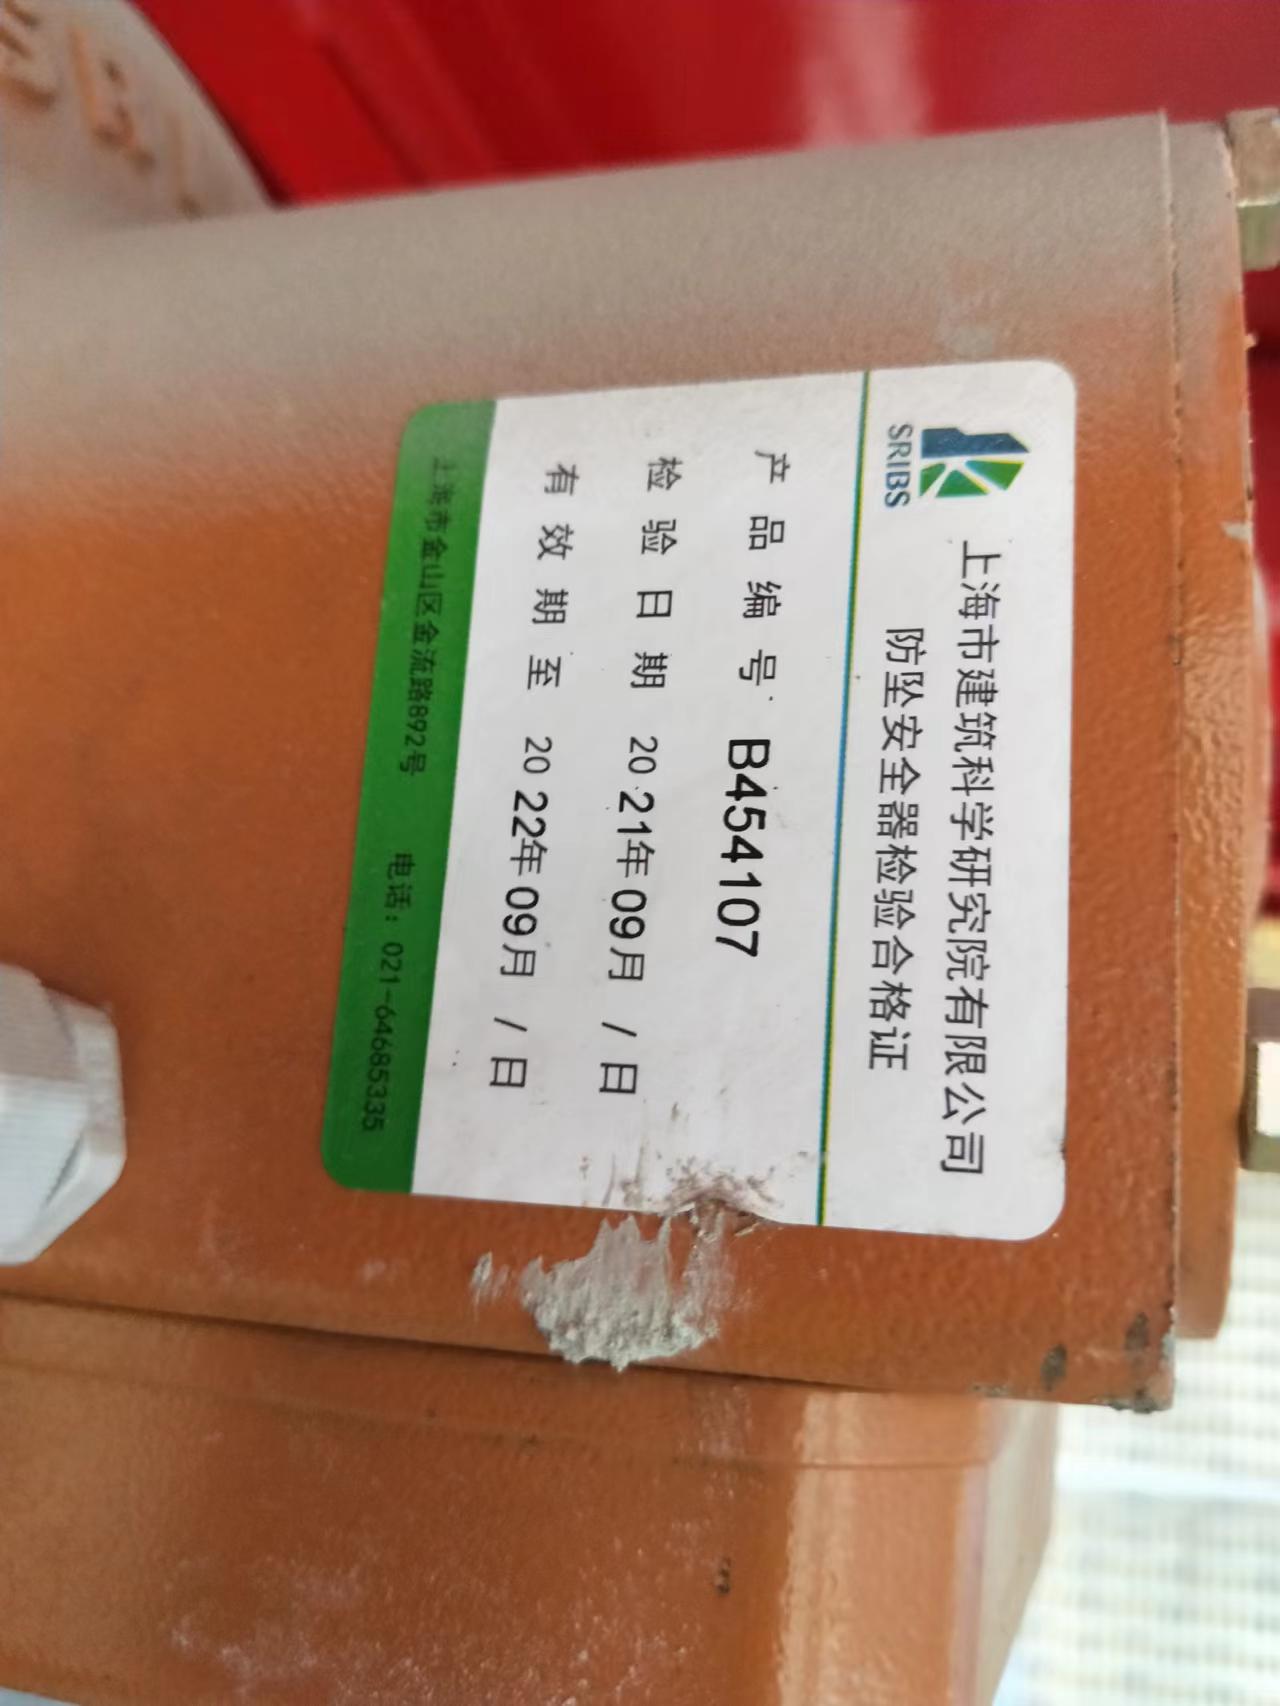 SRIBS
上海市建筑科学研究院有限公司
防坠安全器检验合格证
产品编号 B454107
检验日期 2021年09月 / 日
有效期至 2022年09月 / 日
上海市金山区金流路892号 电话：021-64685335